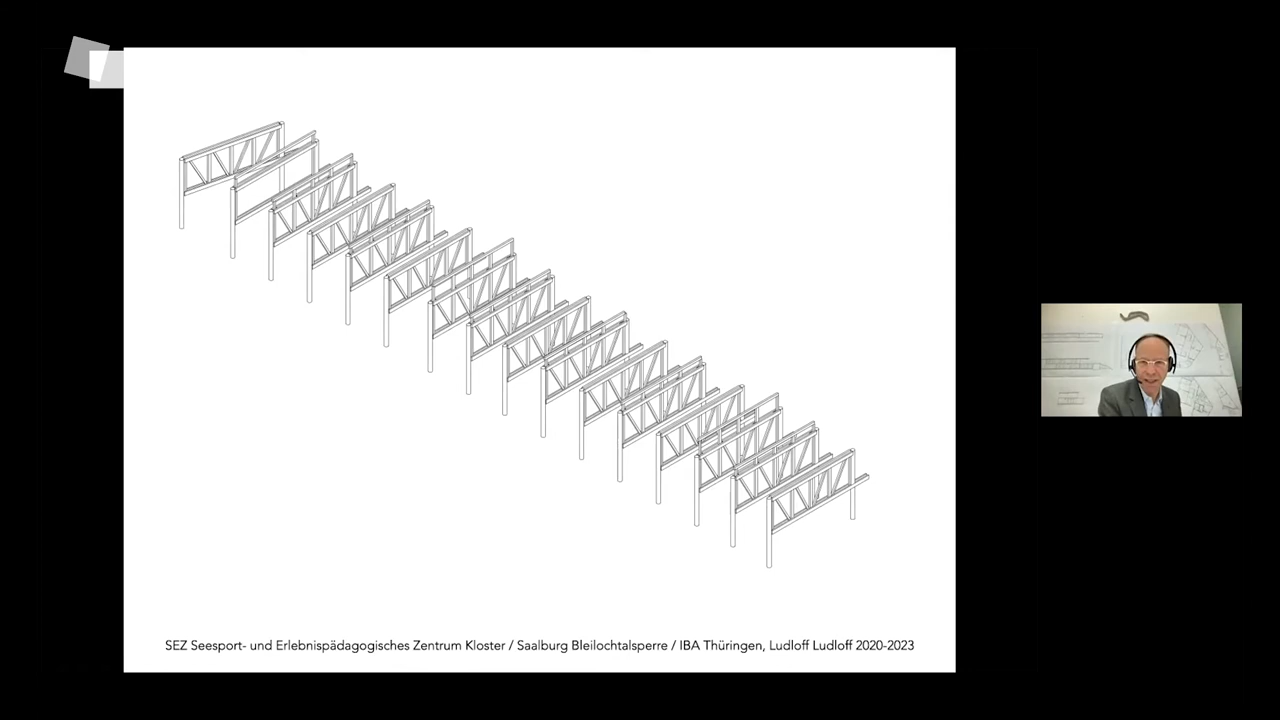 SEZ Seesport- und Erlebnispädagogisches Zentrum Kloster / Saalburg Bleilochtalsperre / IBA Thüringen, Ludloff Ludloff 2020-2023